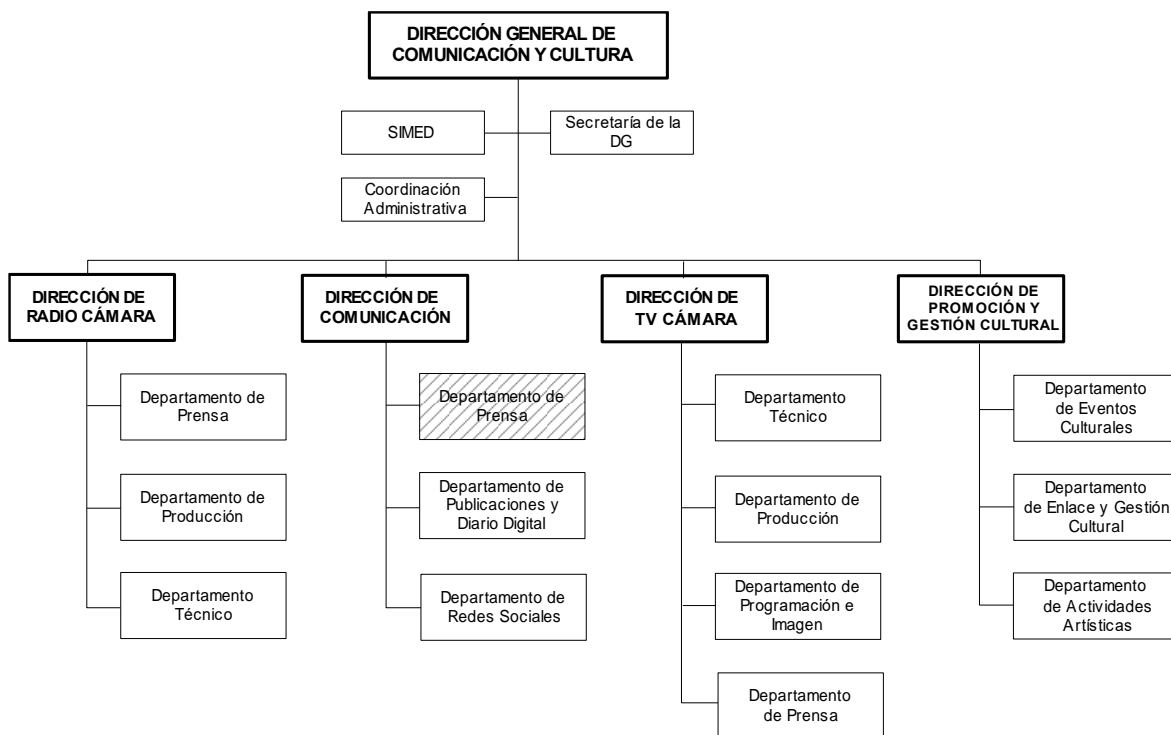 DIRECCIÓN GENERAL DE
COMUNICACIÓN Y CULTURA
SIMED
Secretaría de la
DG
Coordinación
Administrativa
DIRECCIÓN DE
RADIO CÁMARA
Departamento de
Prensa
Departamento de
Producción
Departamento
Técnico
DIRECCIÓN DE
COMUNICACIÓN
Departamento de
Prensa
Departamento de
Publicaciones y
Diario Digital
Departamento de
Redes Sociales
DIRECCIÓN DE
TV CÁMARA
Departamento
Técnico
Departamento de
Producción
Departamento de
Programación e
Imagen
Departamento
de Prensa
DIRECCIÓN DE
PROMOCIÓN Y
GESTIÓN CULTURAL
Departamento
de Eventos
Culturales
Departamento
de Enlace y Gestión
Cultural
Departamento
de Actividades
Artísticas